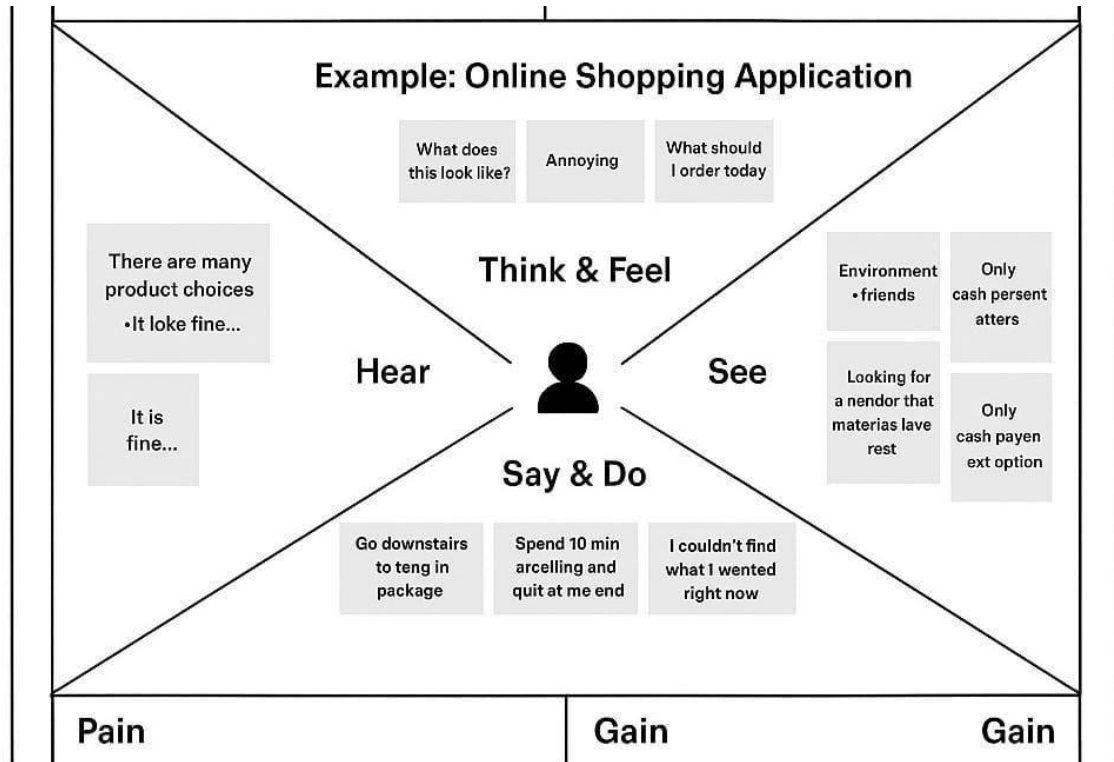 Example: Online Shopping Application
What does
this look like?
Annoying
What should
I order today
Think & Feel
There are many
product choices
•It loke fine...
It is
fine...
Hear
See
Environment
•friends
Only
cash persent
atters
Looking for
a nendor that
materias lave
rest
Only
cash payen
ext option
Say & Do
Go downstairs
to teng in
package
Spend 10 min
arcelling and
quit at me end
I couldn't find
what I wented
right now
Pain
Gain
Gain